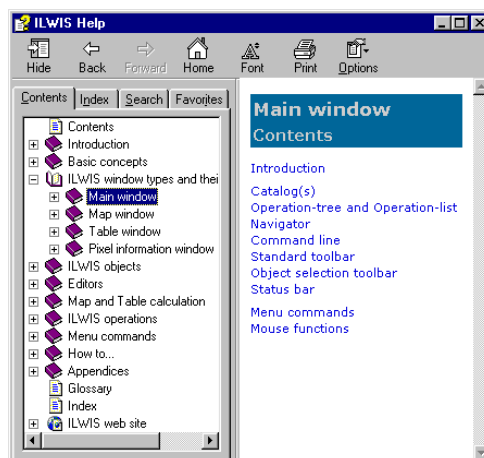 ILWIS Help
Hide Back Forward Home Font Print Options
Contents Index Search Favorites
Contents
Introduction
Basic concepts
ILWIS window types and thei
Main window
Map window
Table window
Pixel information window
ILWIS objects
Editors
Map and Table calculation
ILWIS operations
Menu commands
How to...
Appendices
Glossary
Index
ILWIS web site
Main window
Contents
Introduction
Catalog(s)
Operation-tree and Operation-list
Navigator
Command line
Standard toolbar
Object selection toolbar
Status bar
Menu commands
Mouse functions